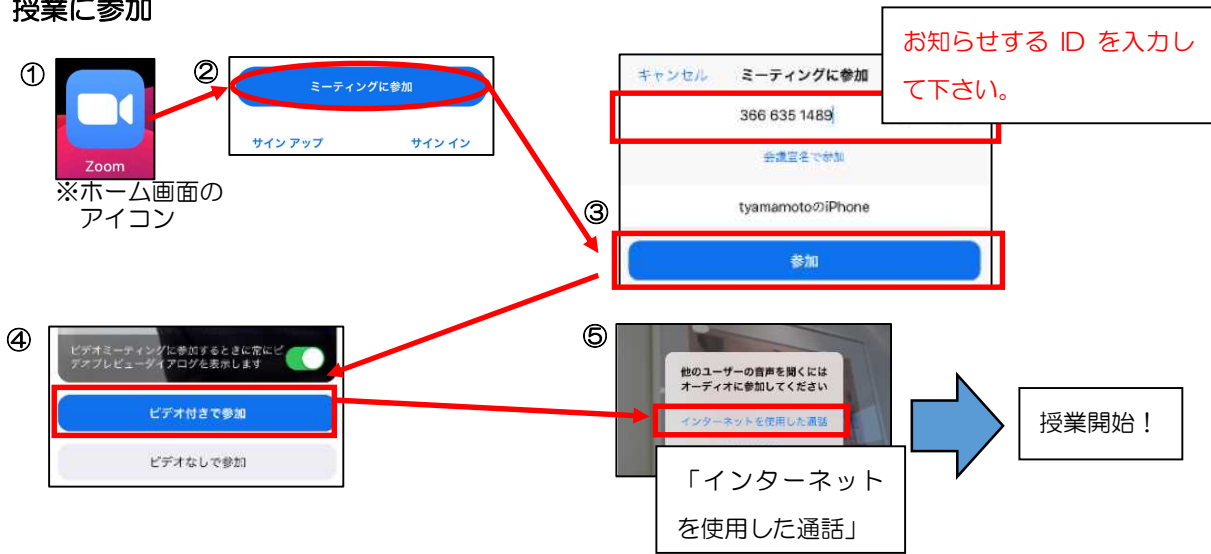 授業に参加
①
Zoom
※ホーム画面の
アイコン
②
ミーティングに参加
サイン アップ
サイン イン
③
キャンセル
ミーティングに参加
お知らせする ID を入力し
て下さい。
366 635 1489
会議室名で参加
tyamamotoのiPhone
参加
④
ビデオミーティングに参加するときに常にビ
デオプレビューダイアログを表示します
ビデオ付きで参加
ビデオなしで参加
⑤
他のユーザーの音声を聞くには
オーディオに参加してください
インターネットを使用した通話
「インターネット
を使用した通話」
授業開始！